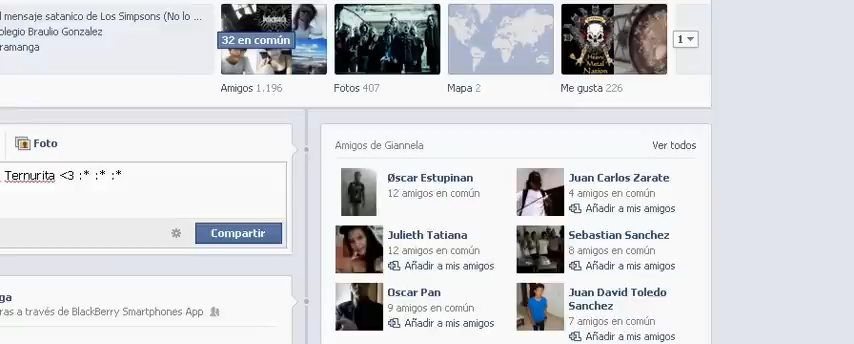 l mensaje satanico de Los Simpsons (No lo ...
olegio Braulio Gonzalez
ramanga
32 en común
Heavy
Metal
Nation
1
Amigos 1.196
Fotos 407
Mapa 2
Me gusta 226
Foto
Ternurita <3 :* :* :*
Compartir
ga
ras a través de BlackBerry Smartphones App
Amigos de Giannela
Ver todos
Øscar Estupinan
12 amigos en común
Juan Carlos Zarate
4 amigos en común
Añadir a mis amigos
Julieth Tatiana
12 amigos en común
Añadir a mis amigos
Sebastian Sanchez
8 amigos en común
Añadir a mis amigos
Oscar Pan
9 amigos en común
Añadir a mis amigos
Juan David Toledo
Sanchez
7 amigos en común
Añadir a mis amigos